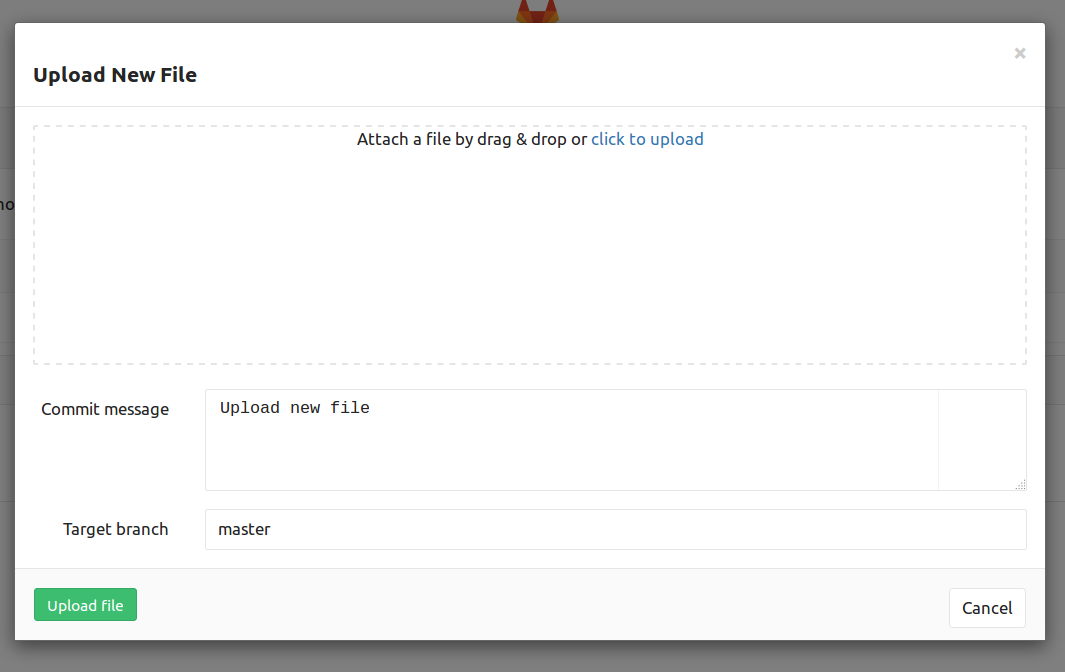 ×
Upload New File
Attach a file by drag & drop or click to upload
Commit message
Upload new file
Target branch
master
Upload file
Cancel